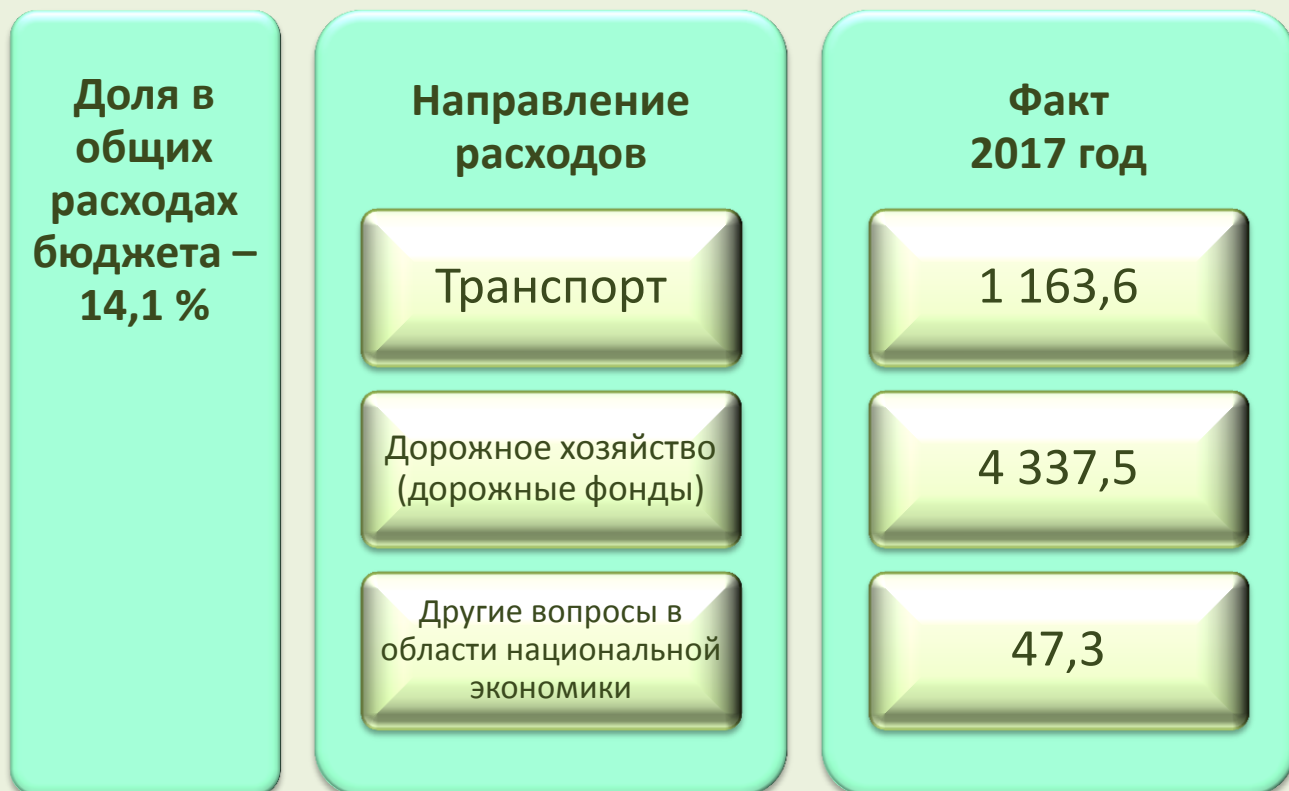 Доля в
общих
расходах
бюджета –
14,1 %
Направление
расходов
Транспорт
Дорожное хозяйство
(дорожные фонды)
Другие вопросы в
области национальной
экономики
Факт
2017 год
1 163,6
4 337,5
47,3